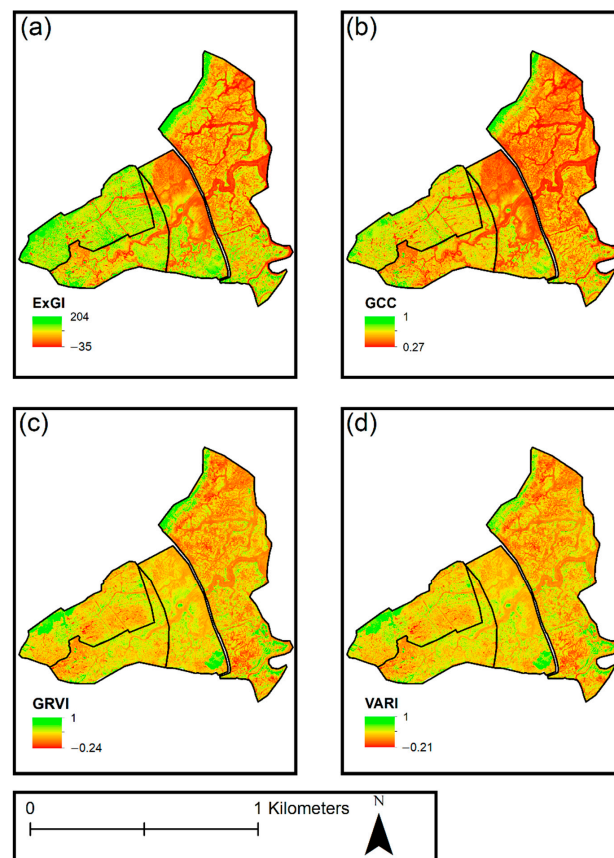 (a)
ExGI
204
−35
(b)
GCC
1
0.27
(c)
GRVI
1
−0.24
(d)
VARI
1
−0.21
0 1 Kilometers
N